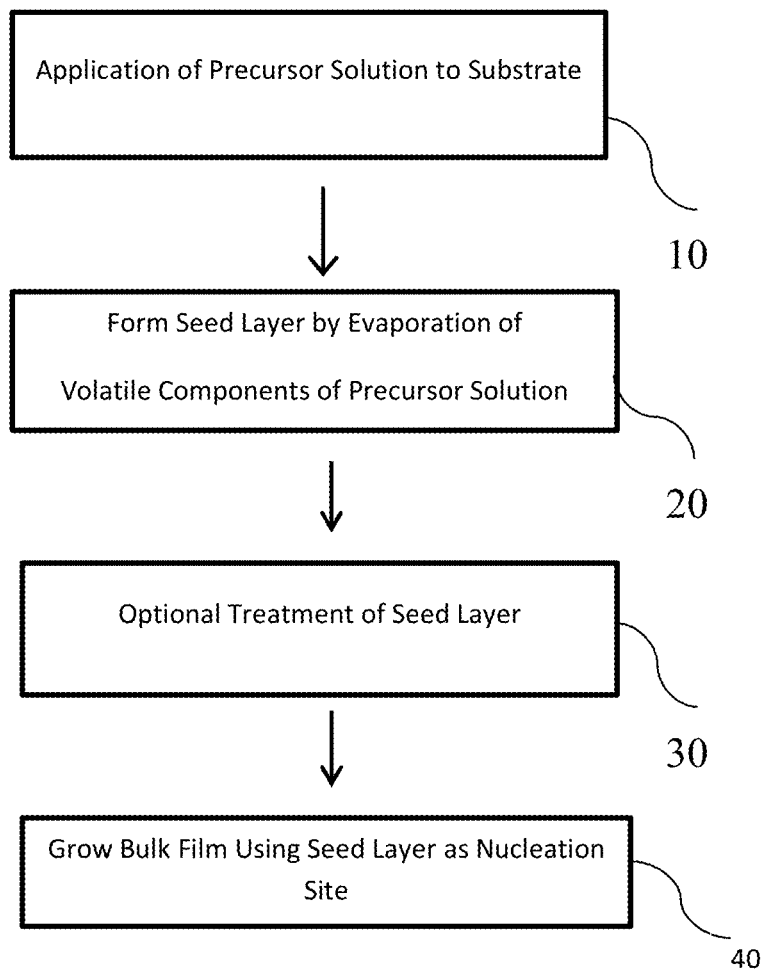 Application of Precursor Solution to Substrate
10
Form Seed Layer by Evaporation of
Volatile Components of Precursor Solution
20
Optional Treatment of Seed Layer
30
Grow Bulk Film Using Seed Layer as Nucleation
Site
40